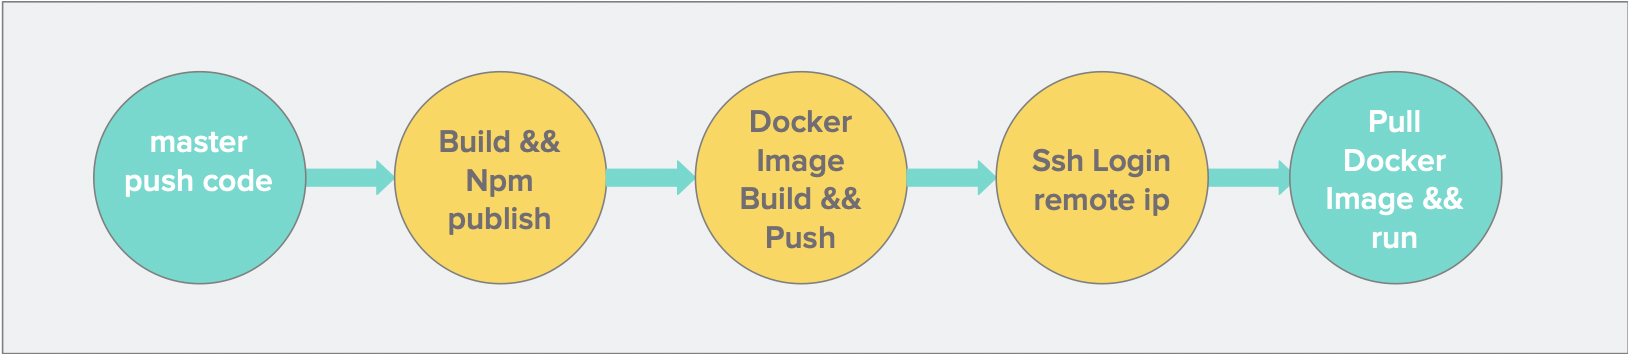 master
push code
Build &&
Npm
publish
Docker
Image
Build &&
Push
Ssh Login
remote ip
Pull
Docker
Image &&
run